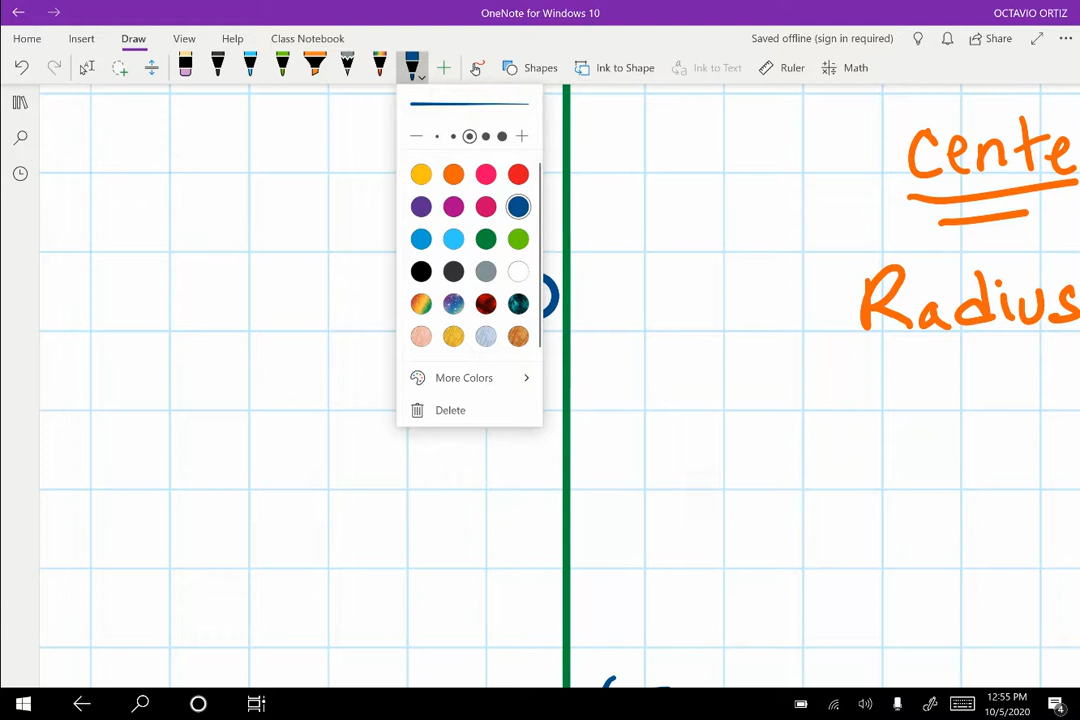 OneNote for Windows 10
OCTAVIO ORTIZ
Home Insert Draw View Help Class Notebook
Saved offline (sign in required) Share
Shapes Ink to Shape Ink to Text Ruler Math
Cente
Radius
More Colors
Delete
12:55 PM
10/5/2020
4